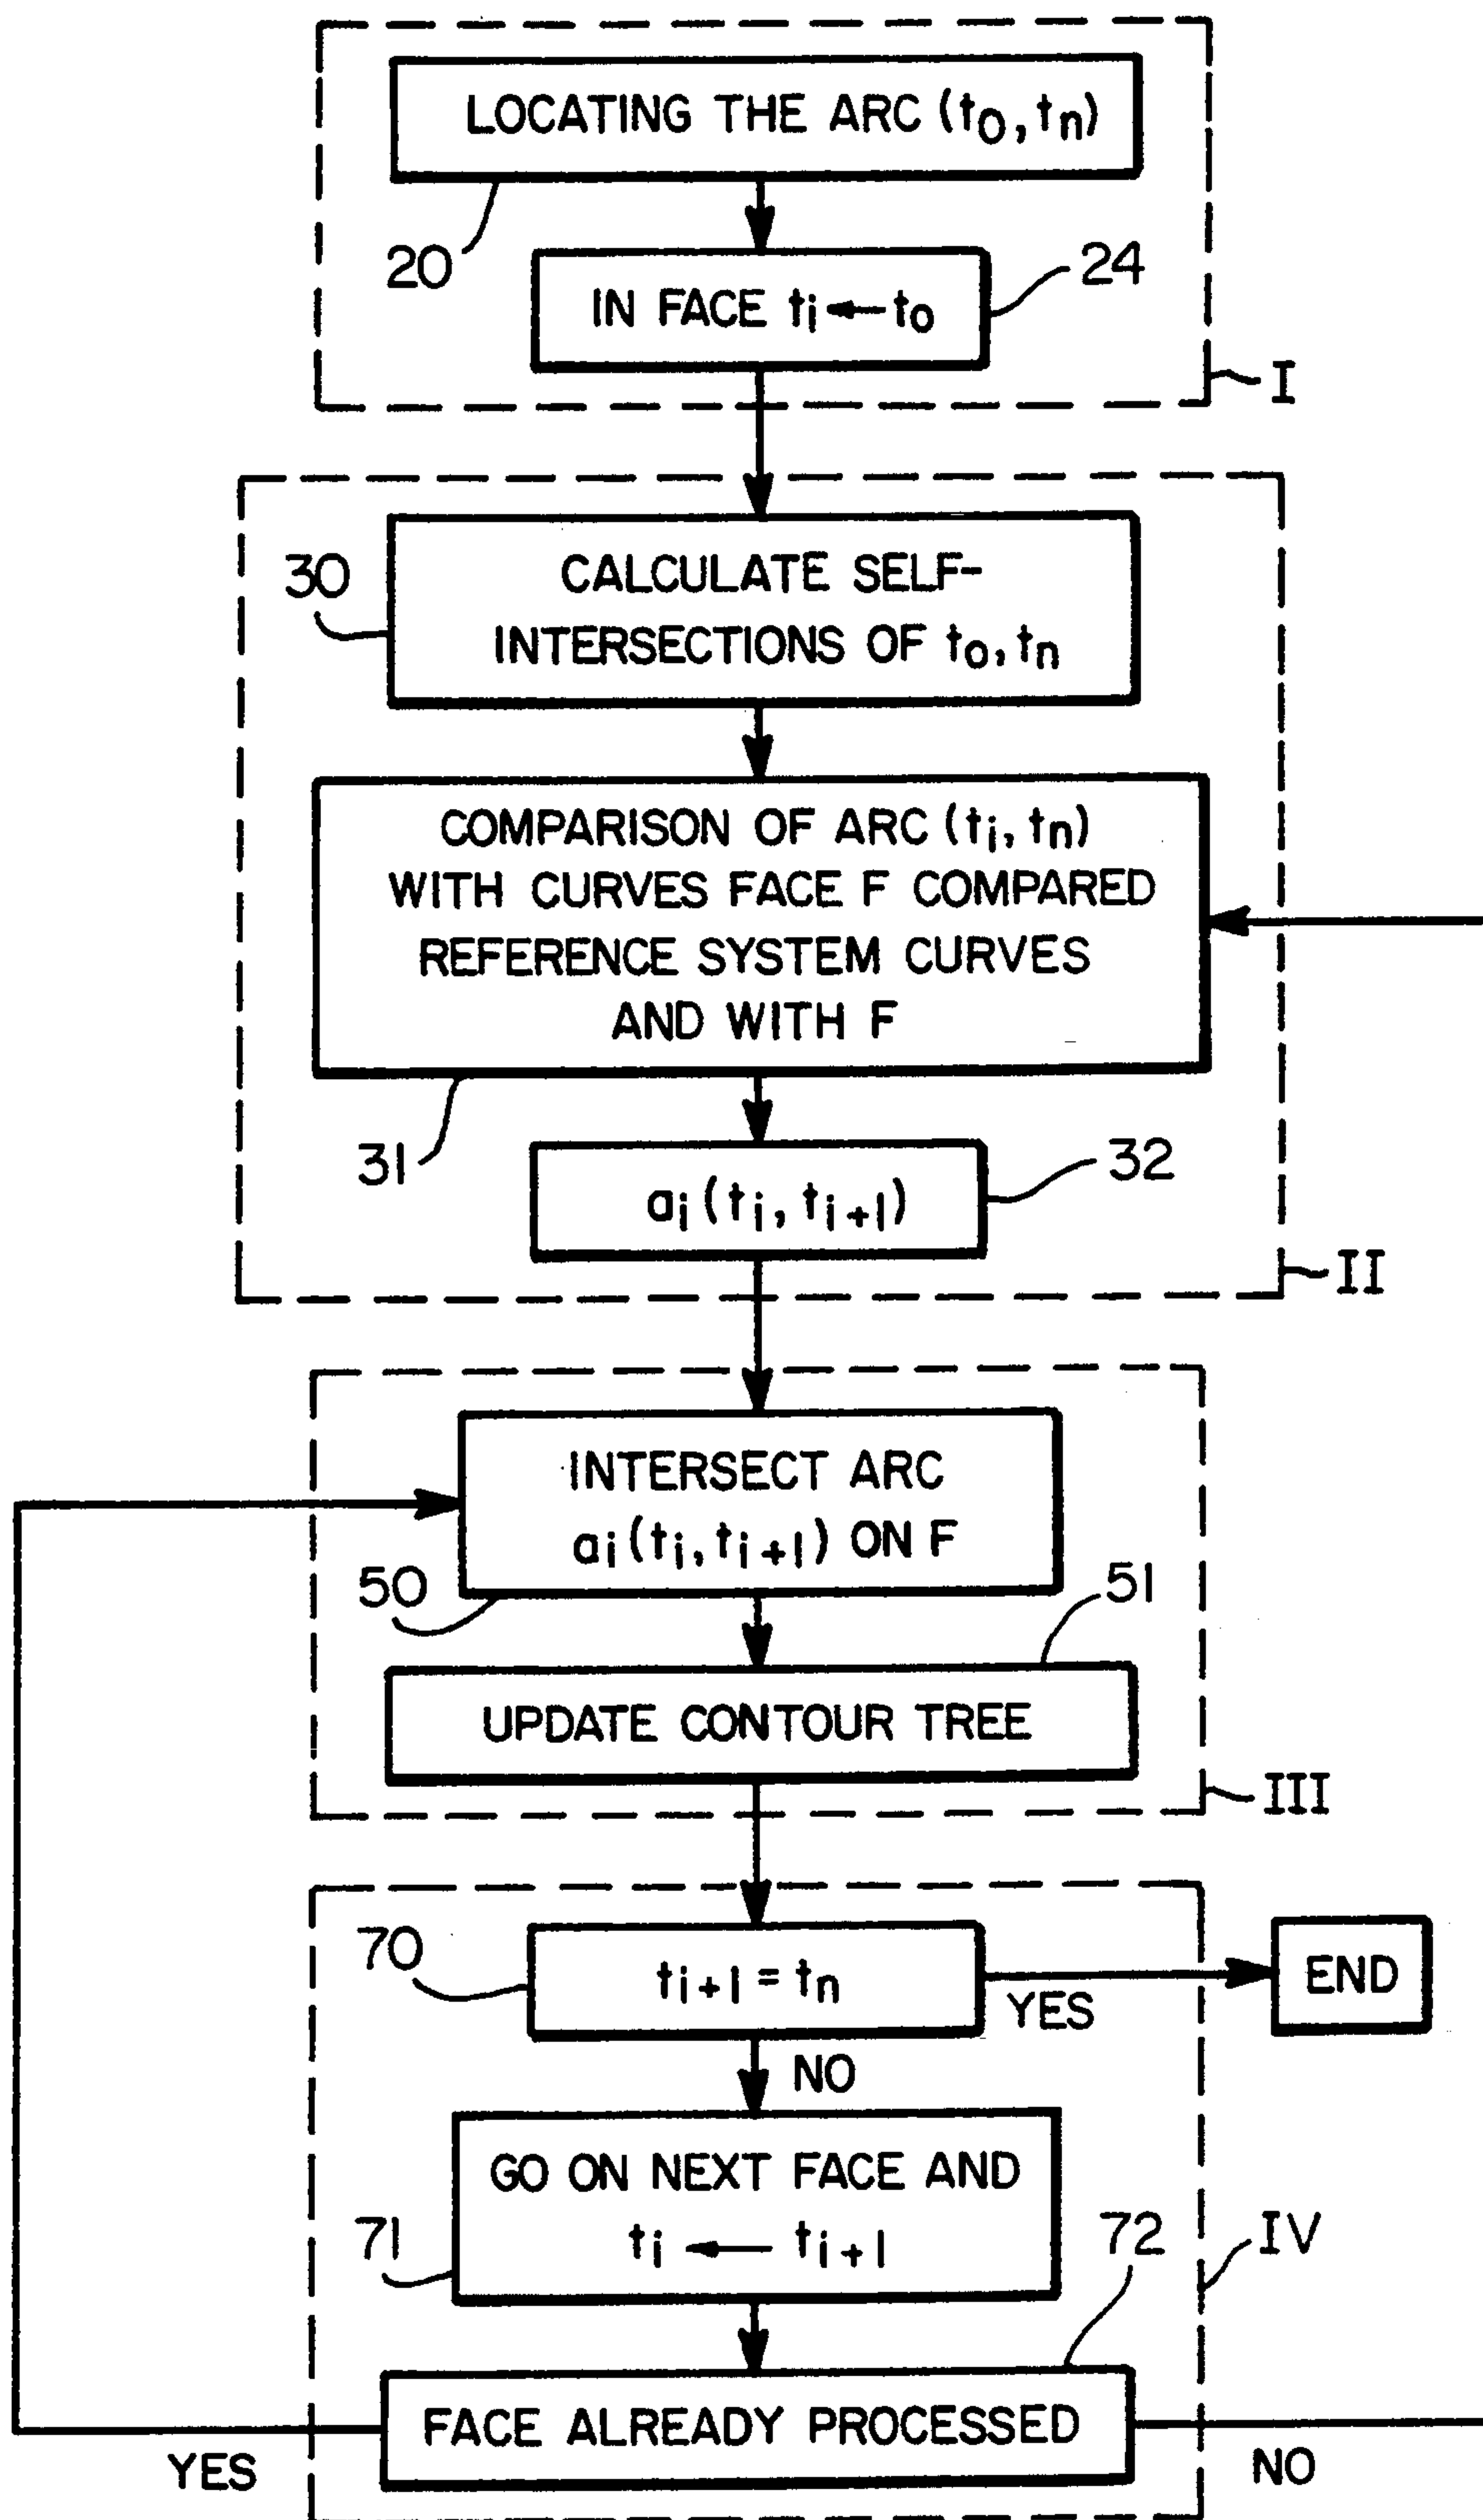 LOCATING THE ARC (to, tn)
20
24
IN FACE ti ← to
I
30
CALCULATE SELF-
INTERSECTIONS OF to, tn
COMPARISON OF ARC (ti, tn)
WITH CURVES FACE F COMPARED
REFERENCE SYSTEM CURVES
AND WITH F
31
32
ai (ti, ti+1)
II
INTERSECT ARC
ai (ti, ti+1) ON F
50
51
UPDATE CONTOUR TREE
III
70
ti+1 = tn
YES
END
NO
GO ON NEXT FACE AND
ti ← ti+1
71
72
IV
FACE ALREADY PROCESSED
YES
NO